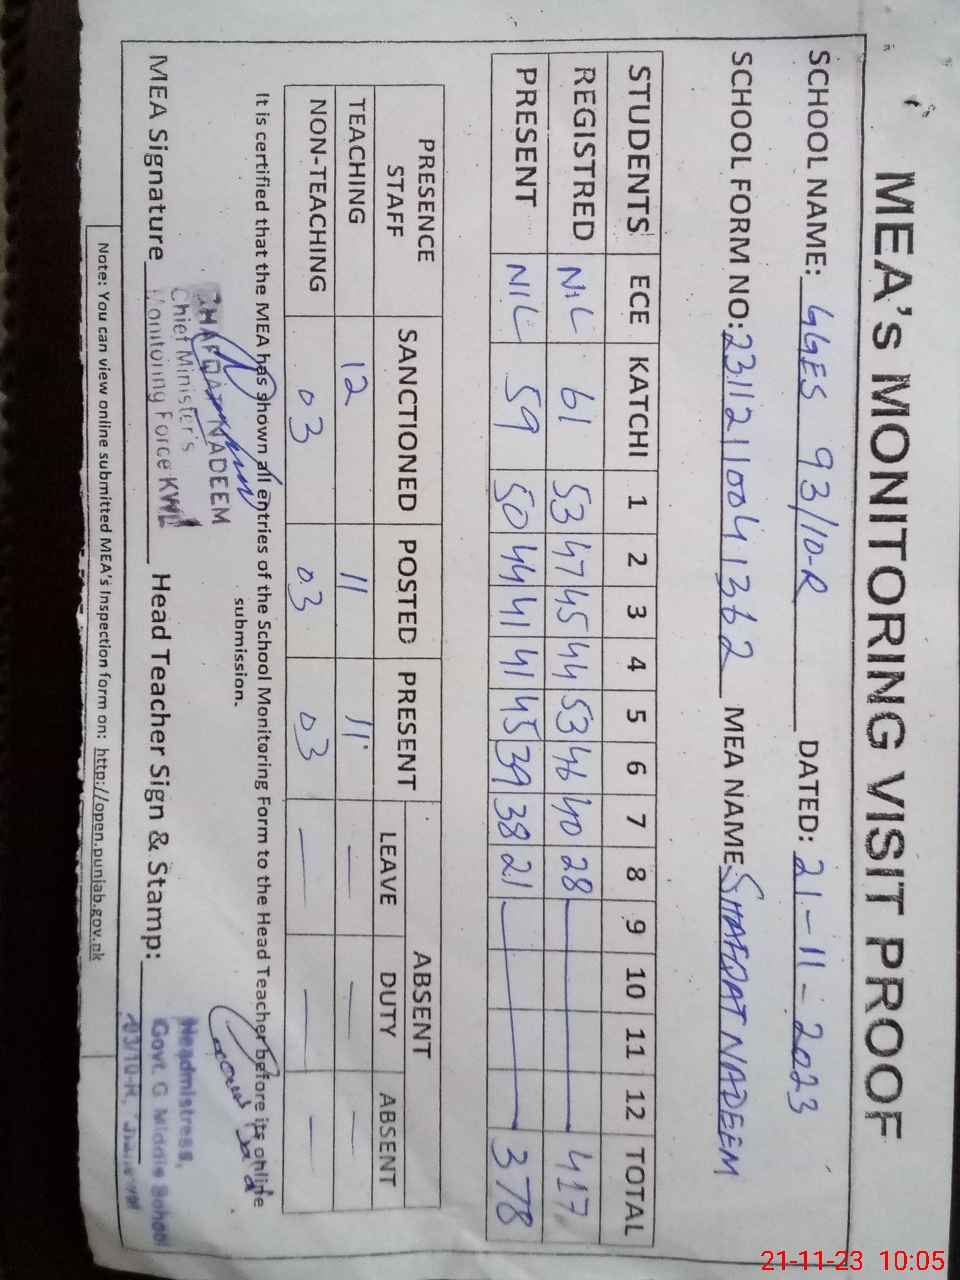 MEA'S MONITORING VISIT PROOF
SCHOOL NAME: GGES 93/10-R DATED: 21-11-2023
SCHOOL FORM NO: 23112110041362 MEA NAME SHAFQAT NADEEM
STUDENTS ECE KATCHI 1 2 3 4 5 6 7 8 9 10 11 12 TOTAL
REGISTRED NIL 61 53 47 45 44 53 46 40 28 417
PRESENT NIL 59 50 44 41 41 45 39 38 21 378
PRESENCE STAFF SANCTIONED POSTED PRESENT ABSENT
LEAVE DUTY ABSENT
TEACHING 12 11 11 — — —
NON-TEACHING 03 03 03 — — —
It is certified that the MEA has shown all entries of the School Monitoring Form to the Head Teacher before its online
submission.
SHAFQAT NADEEM
Chief Minister's
Monitoring Force KWL
MEA Signature Head Teacher Sign & Stamp:
Headmistress,
Govt. G Middle School
93/10-R,
Note: You can view online submitted MEA's Inspection form on: http://open.punjab.gov.pk
21-11-23 10:05